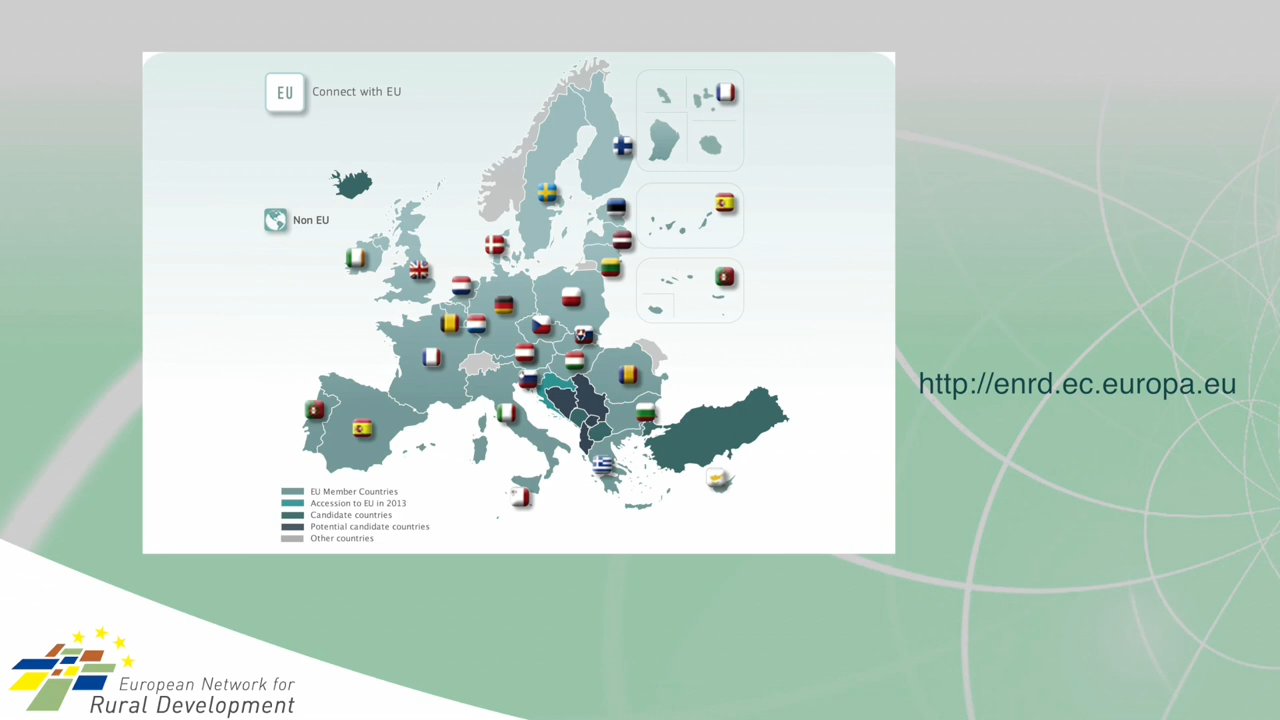 EU
Connect with EU
Non EU
http://enrd.ec.europa.eu
EU Member Countries
Accession to EU in 2013
Candidate countries
Potential candidate countries
Other countries
European Network for
Rural Development